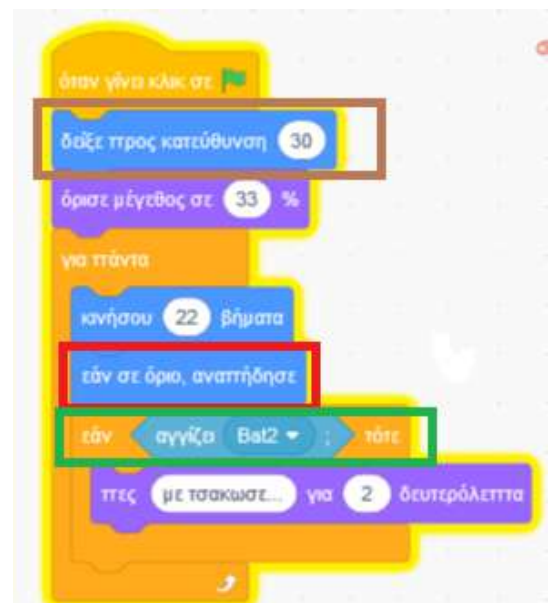 όταν γίνει κλικ σε
δείξε προς κατεύθυνση 30
όρισε μέγεθος σε 33 %
για πάντα
κινήσου 22 βήματα
εάν σε όριο, αναπήδησε
εάν αγγίζει Bat2 ; τότε
πες με τσακωσε... για 2 δευτερόλεπτα